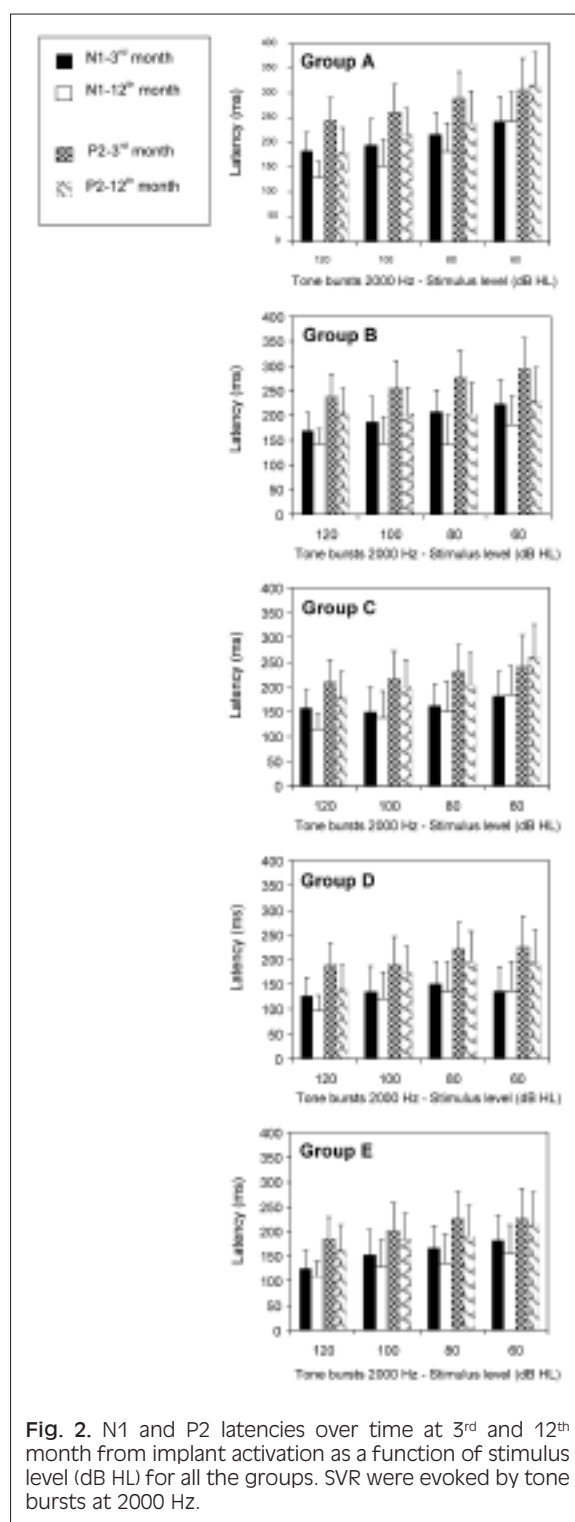 N1-3rd month
N1-12th month
P2-3rd month
P2-12th month
Group A
Latency (ms)
400
350
300
250
200
150
100
50
0
120 100 80 60
Tone bursts 2000 Hz - Stimulus level (dB HL)
Group B
Latency (ms)
400
350
300
250
200
150
100
50
0
120 100 80 60
Tone bursts 2000 Hz - Stimulus level (dB HL)
Group C
Latency (ms)
400
350
300
250
200
150
100
50
0
120 100 80 60
Tone bursts 2000 Hz - Stimulus level (dB HL)
Group D
Latency (ms)
400
350
300
250
200
150
100
50
0
120 100 80 60
Tone bursts 2000 Hz - Stimulus level (dB HL)
Group E
Latency (ms)
400
350
300
250
200
150
100
50
0
120 100 80 60
Tone bursts 2000 Hz - Stimulus level (dB HL)
Fig. 2. N1 and P2 latencies over time at 3rd and 12th
month from implant activation as a function of stimulus
level (dB HL) for all the groups. SVR were evoked by tone
bursts at 2000 Hz.